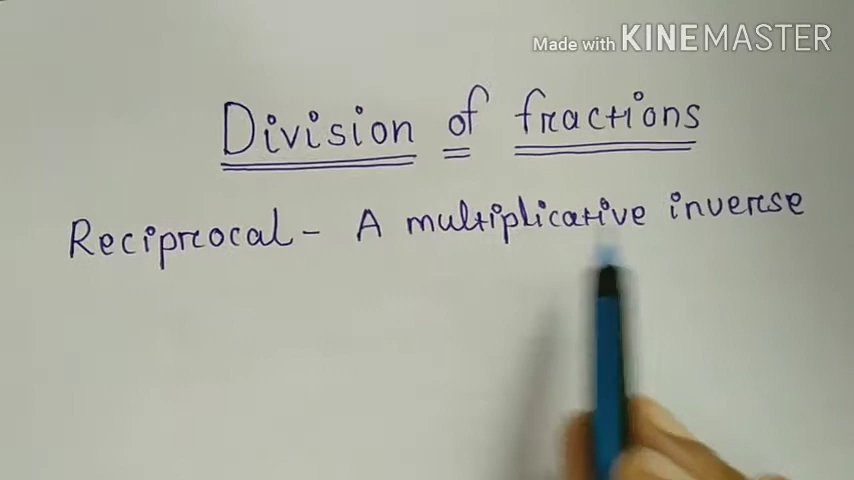 Made with KINEMASTER
Division of fractions
Reciprocal - A multiplicative inverse